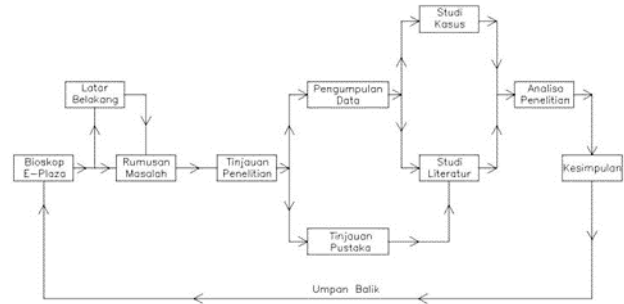 Studi
Kasus
Latar
Belakang
Pengumpulan
Data
Analisa
Penelitian
Bioskop
E-Plaza
Rumusan
Masalah
Tinjauan
Penelitian
Studi
Literatur
Kesimpulan
Tinjauan
Pustaka
Umpan Balik